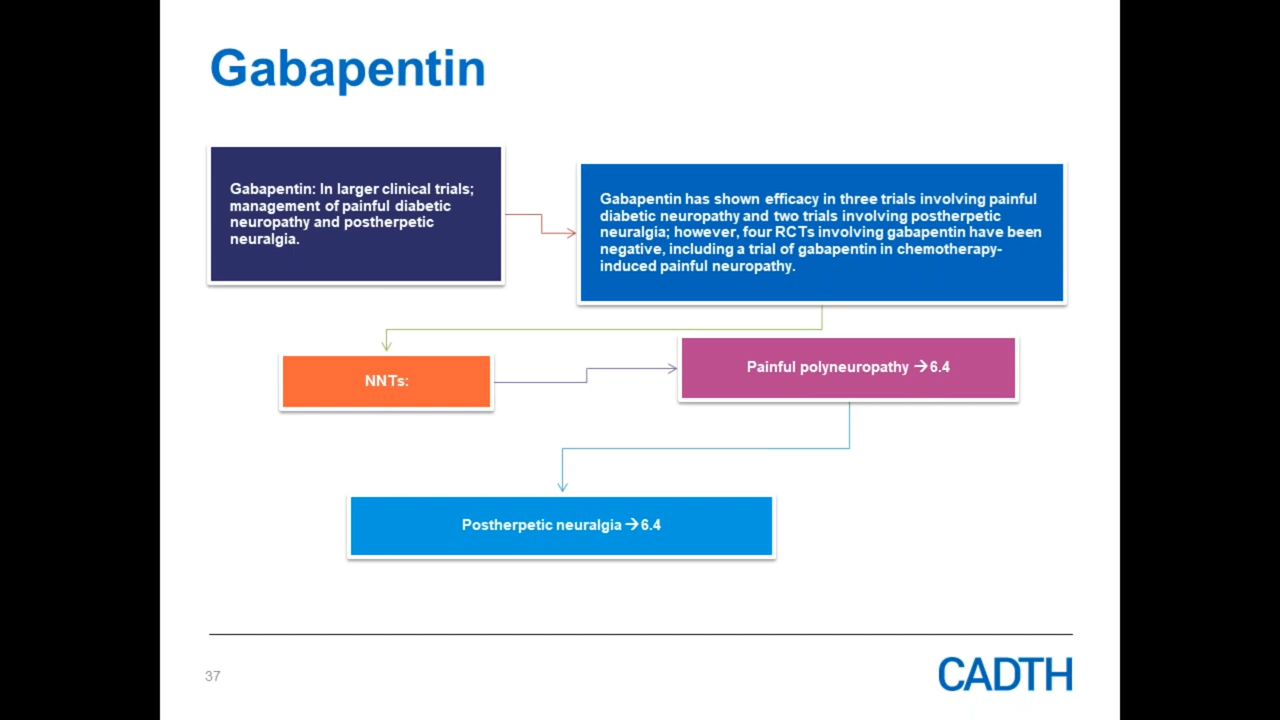 Gabapentin
Gabapentin: In larger clinical trials;
management of painful diabetic
neuropathy and postherpetic
neuralgia.
Gabapentin has shown efficacy in three trials involving painful
diabetic neuropathy and two trials involving postherpetic
neuralgia; however, four RCTs involving gabapentin have been
negative, including a trial of gabapentin in chemotherapy-
induced painful neuropathy.
NNTs:
Painful polyneuropathy →6.4
Postherpetic neuralgia →6.4
37
CADTH